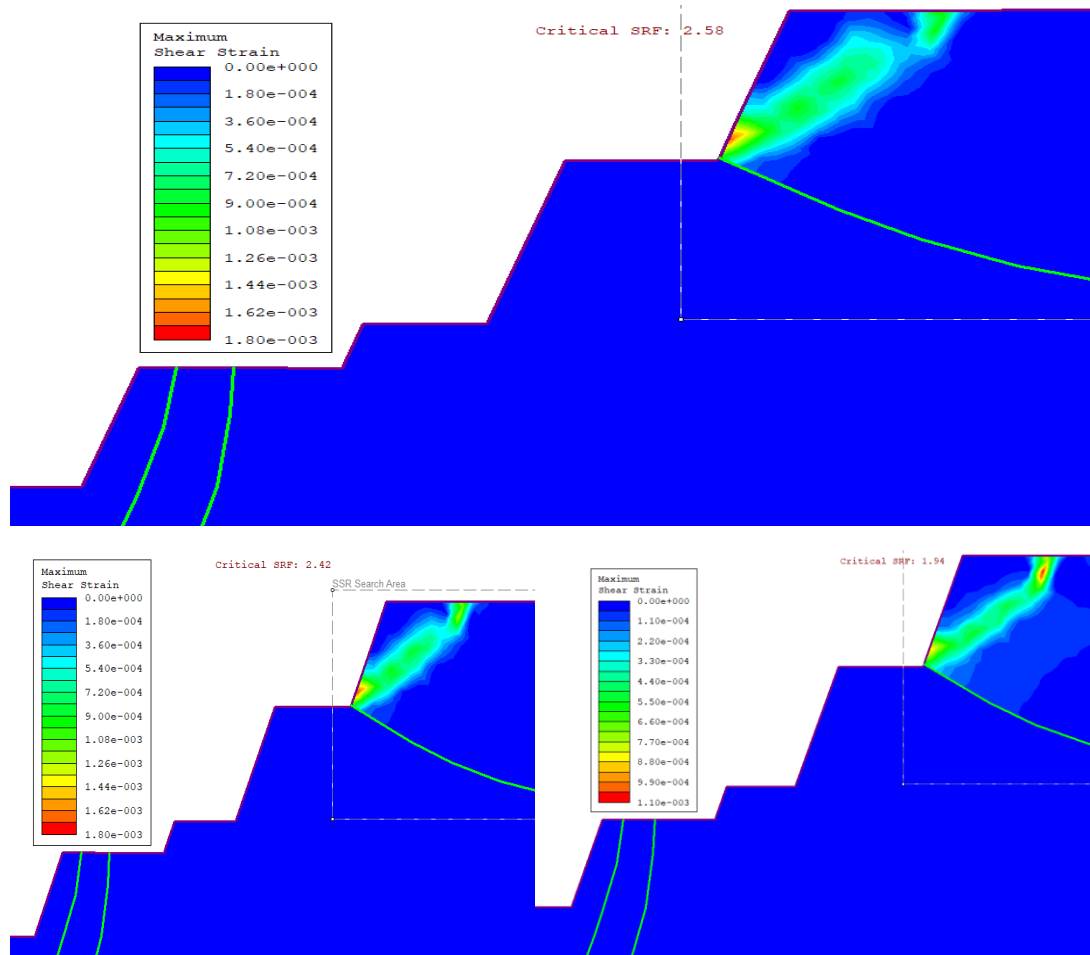 Critical SRF: 2.58
Maximum
Shear Strain
0.00e+000
1.80e-004
3.60e-004
5.40e-004
7.20e-004
9.00e-004
1.08e-003
1.26e-003
1.44e-003
1.62e-003
1.80e-003
Critical SRF: 2.42
SSR Search Area
Maximum
Shear Strain
0.00e+000
1.80e-004
3.60e-004
5.40e-004
7.20e-004
9.00e-004
1.08e-003
1.26e-003
1.44e-003
1.62e-003
1.80e-003
Critical SRF: 1.94
Maximum
Shear Strain
0.00e+000
1.10e-004
2.20e-004
3.30e-004
4.40e-004
5.50e-004
6.60e-004
7.70e-004
8.80e-004
9.90e-004
1.10e-003